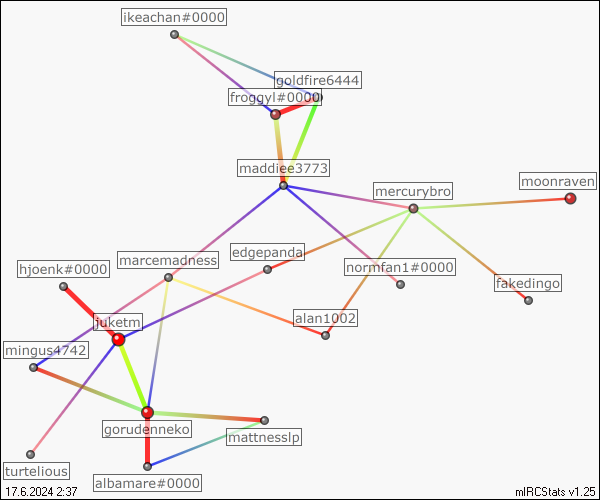 ikeachan#0000
goldfire6444
froggyl#0000
maddiee3773
moonraven
mercurybro
edgepanda
marcemadness
normfan1#0000
hjoenk#0000
fakedingo
alan1002
juketm
mingus4742
gorudenneko
mattnesslp
turtelious
albamare#0000
17.6.2024 2:37
mIRCStats v1.25